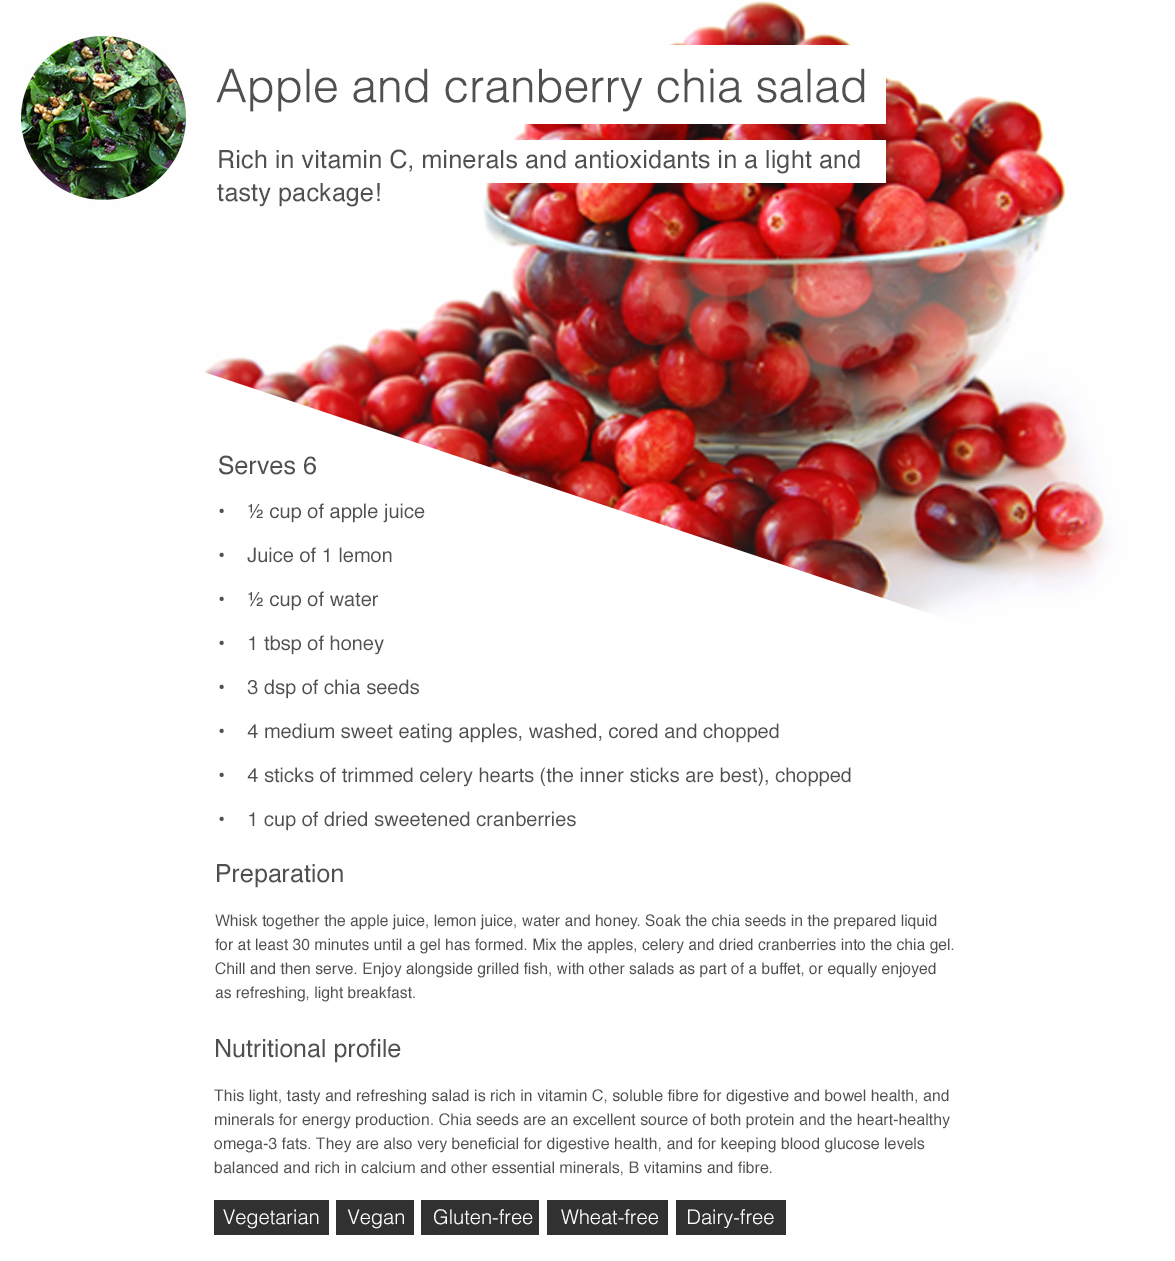 Apple and cranberry chia salad
Rich in vitamin C, minerals and antioxidants in a light and
tasty package!
Serves 6
• ½ cup of apple juice
• Juice of 1 lemon
• ½ cup of water
• 1 tbsp of honey
• 3 dsp of chia seeds
• 4 medium sweet eating apples, washed, cored and chopped
• 4 sticks of trimmed celery hearts (the inner sticks are best), chopped
• 1 cup of dried sweetened cranberries
Preparation
Whisk together the apple juice, lemon juice, water and honey. Soak the chia seeds in the prepared liquid
for at least 30 minutes until a gel has formed. Mix the apples, celery and dried cranberries into the chia gel.
Chill and then serve. Enjoy alongside grilled fish, with other salads as part of a buffet, or equally enjoyed
as refreshing, light breakfast.
Nutritional profile
This light, tasty and refreshing salad is rich in vitamin C, soluble fibre for digestive and bowel health, and
minerals for energy production. Chia seeds are an excellent source of both protein and the heart-healthy
omega-3 fats. They are also very beneficial for digestive health, and for keeping blood glucose levels
balanced and rich in calcium and other essential minerals, B vitamins and fibre.
Vegetarian Vegan Gluten-free Wheat-free Dairy-free